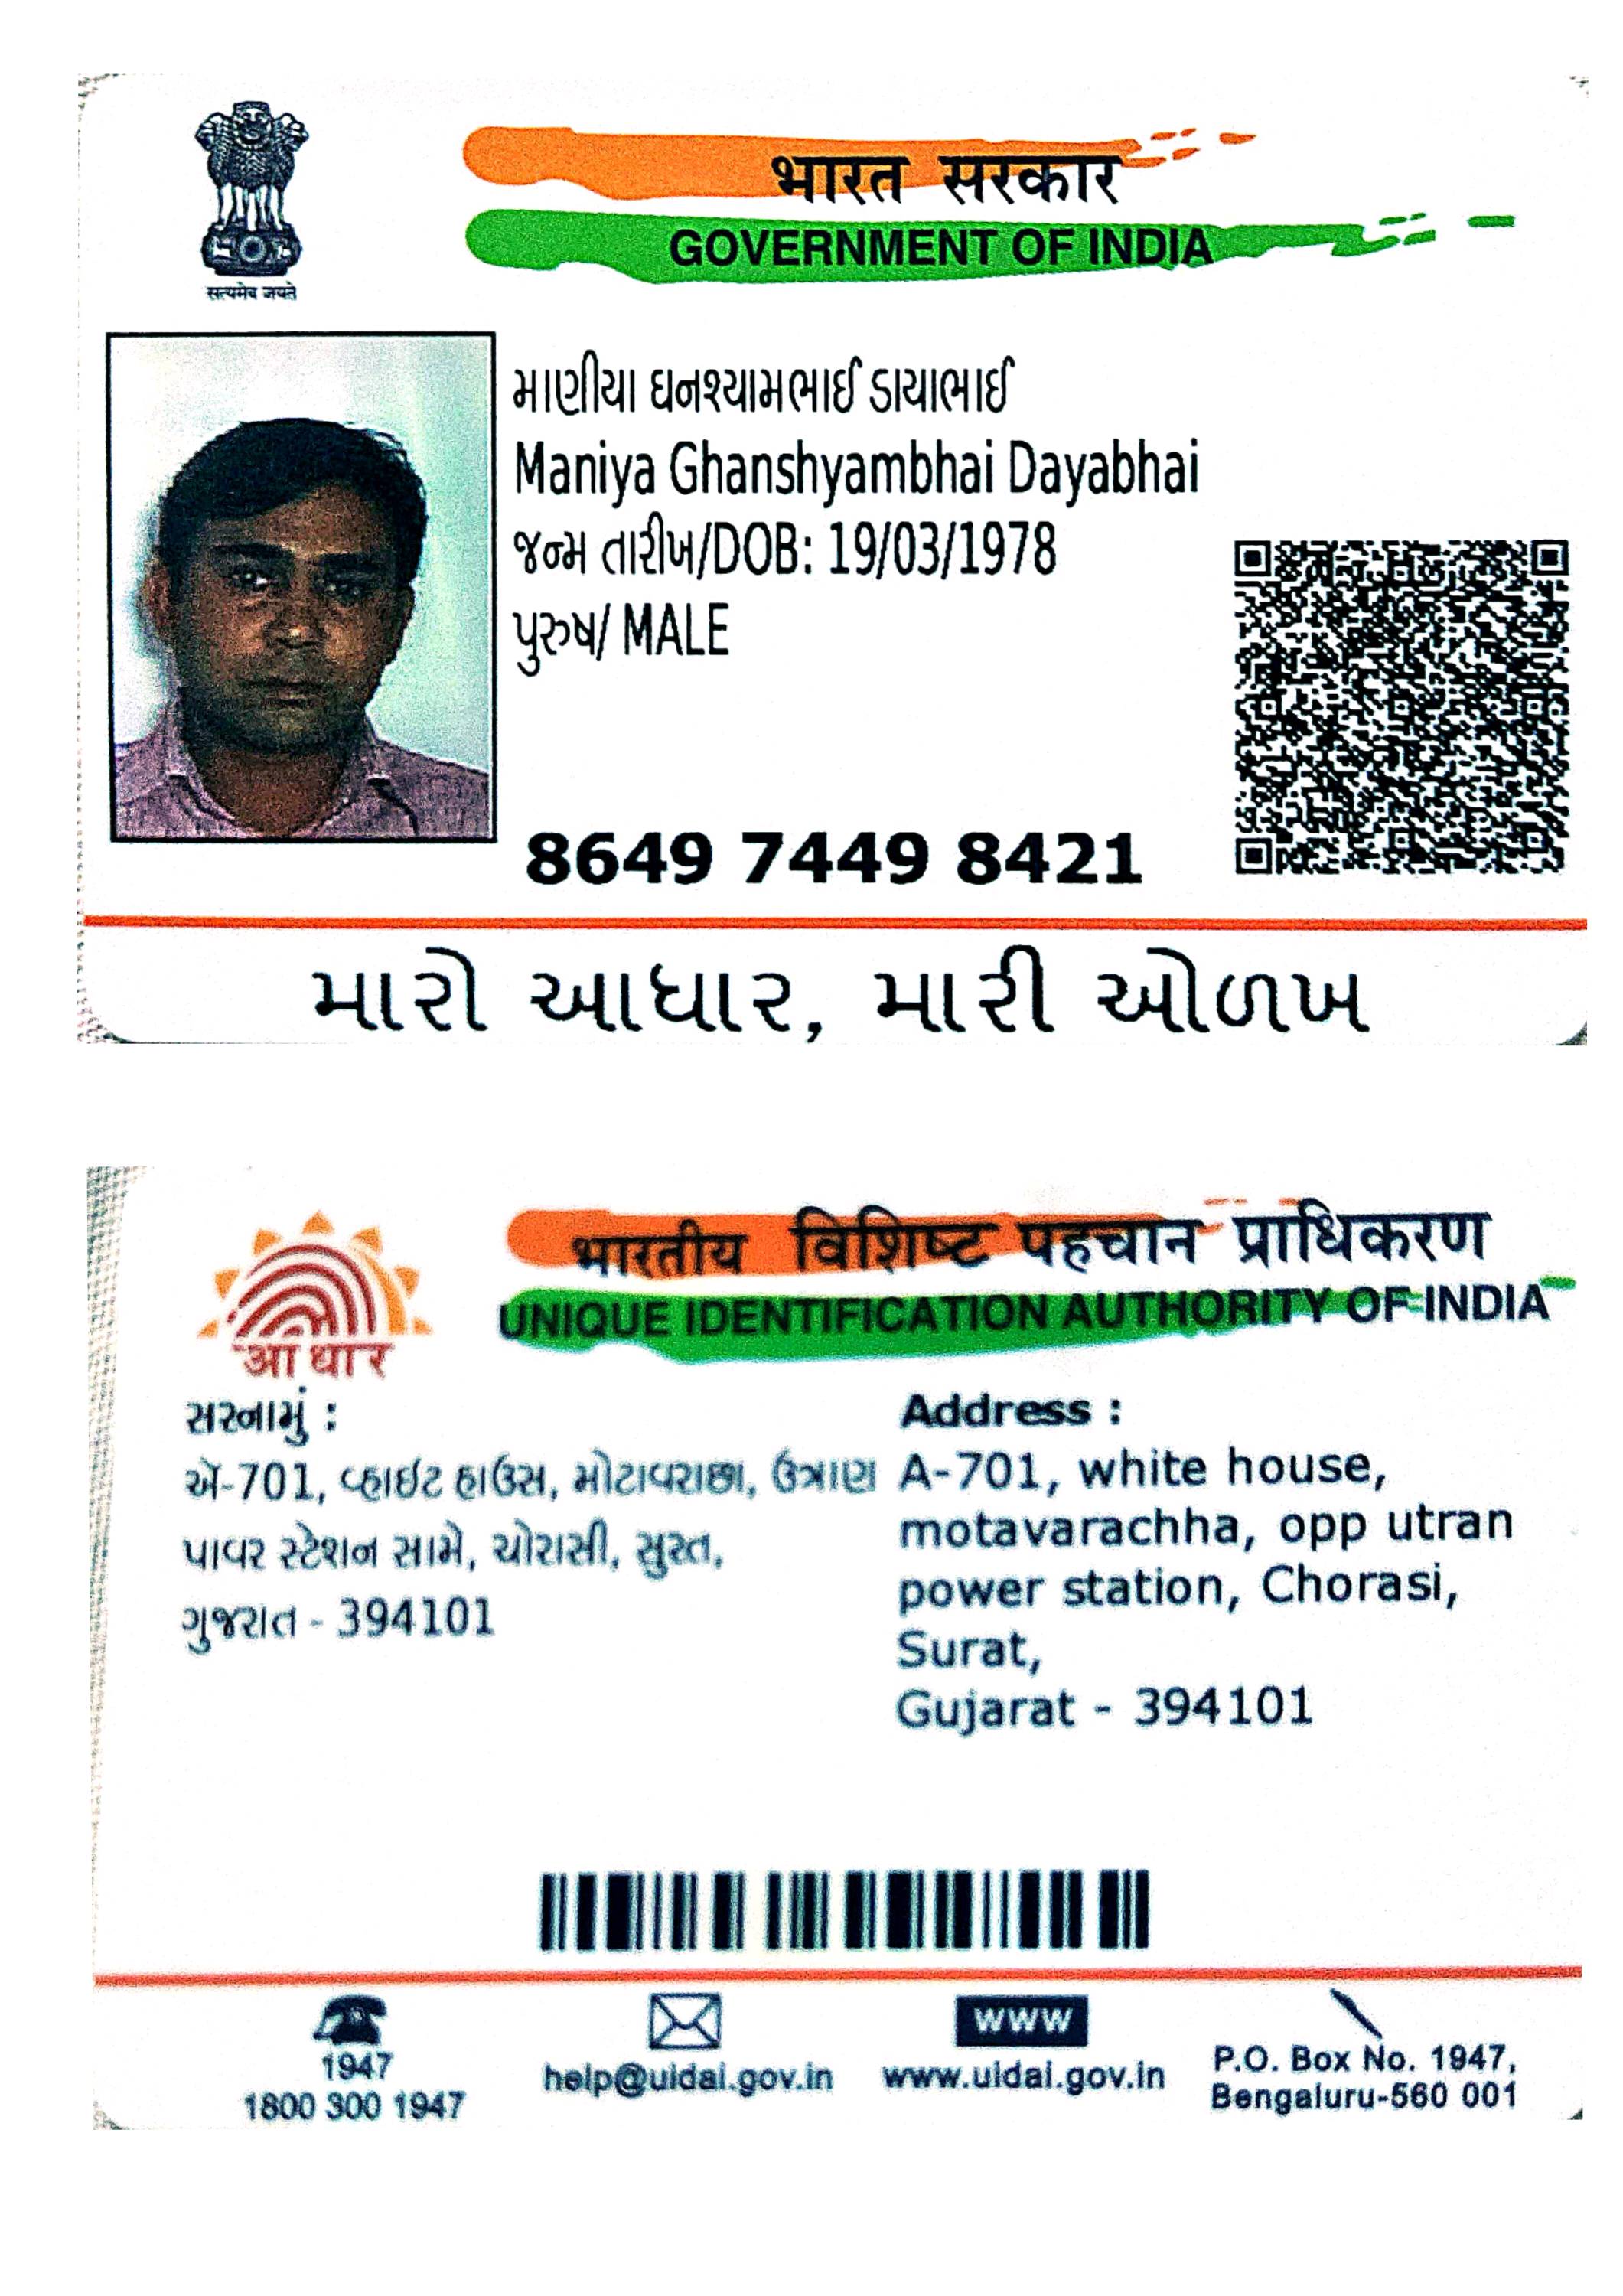 भारत सरकार
GOVERNMENT OF INDIA
सत्यमेव जयते
માણીયા ઘનશ્યામભાઈ ડાયાભાઈ
Maniya Ghanshyambhai Dayabhai
જન્મ તારીખ/DOB: 19/03/1978
પુરુષ/ MALE
8649 7449 8421
મારો આધાર, મારી ઓળખ
भारतीय विशिष्ट पहचान प्राधिकरण
UNIQUE IDENTIFICATION AUTHORITY OF INDIA
आधार
સરનામું :
એ-701, વ્હાઈટ હાઉસ, મોટાવરાછા, ઉત્રાણ
પાવર સ્ટેશન સામે, ચોરાસી, સુરત,
ગુજરાત - 394101
Address :
A-701, white house,
motavarachha, opp utran
power station, Chorasi,
Surat,
Gujarat - 394101
1947
1800 300 1947
help@uidai.gov.in
www
www.uidai.gov.in
P.O. Box No. 1947,
Bengaluru-560 001